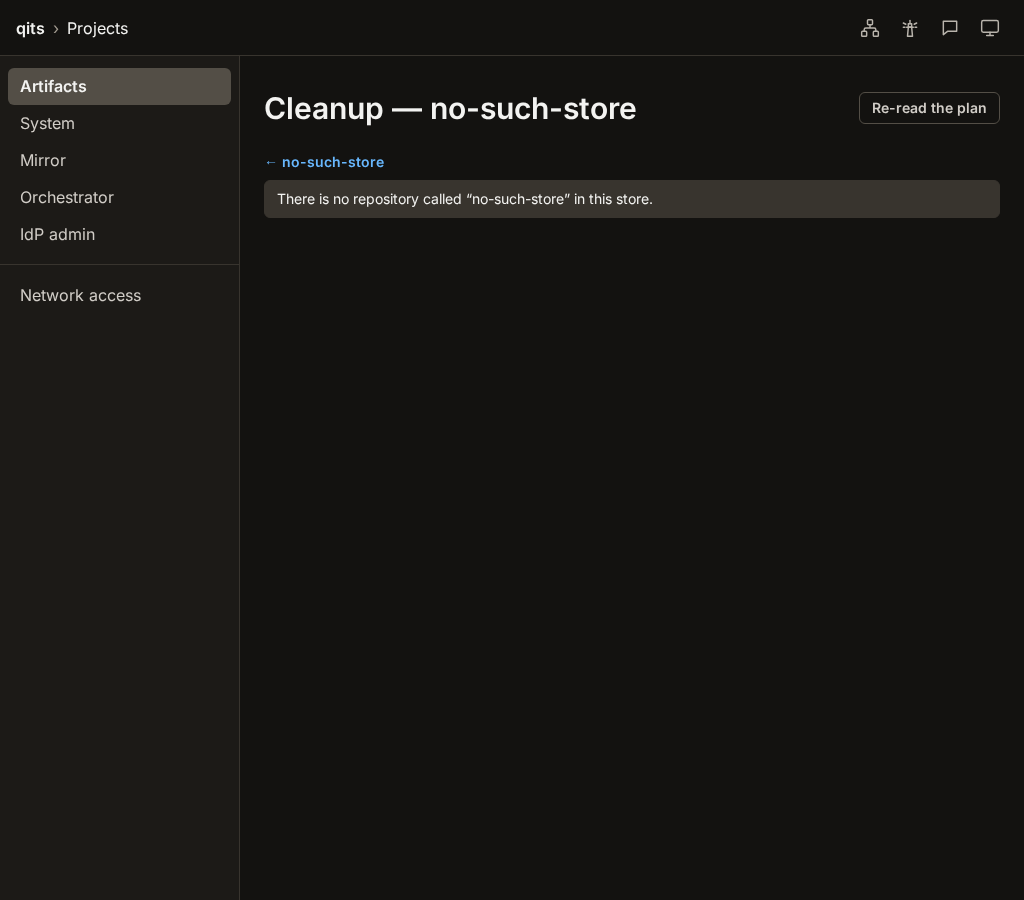 qits › Projects
Artifacts
System
Mirror
Orchestrator
IdP admin
Network access
Cleanup — no-such-store
Re-read the plan
← no-such-store
There is no repository called “no-such-store” in this store.